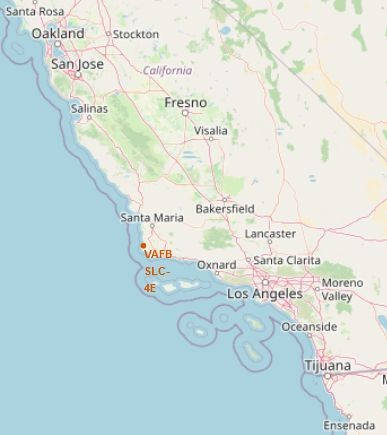 Santa Rosa
Oakland
Stockton
San Jose
California
Salinas
Fresno
Visalia
Bakersfield
Santa Maria
Lancaster
VAFB
SLC-
4E
Oxnard
Santa Clarita
Los Angeles
Moreno
Valley
Oceanside
Tijuana
M
Ensenada